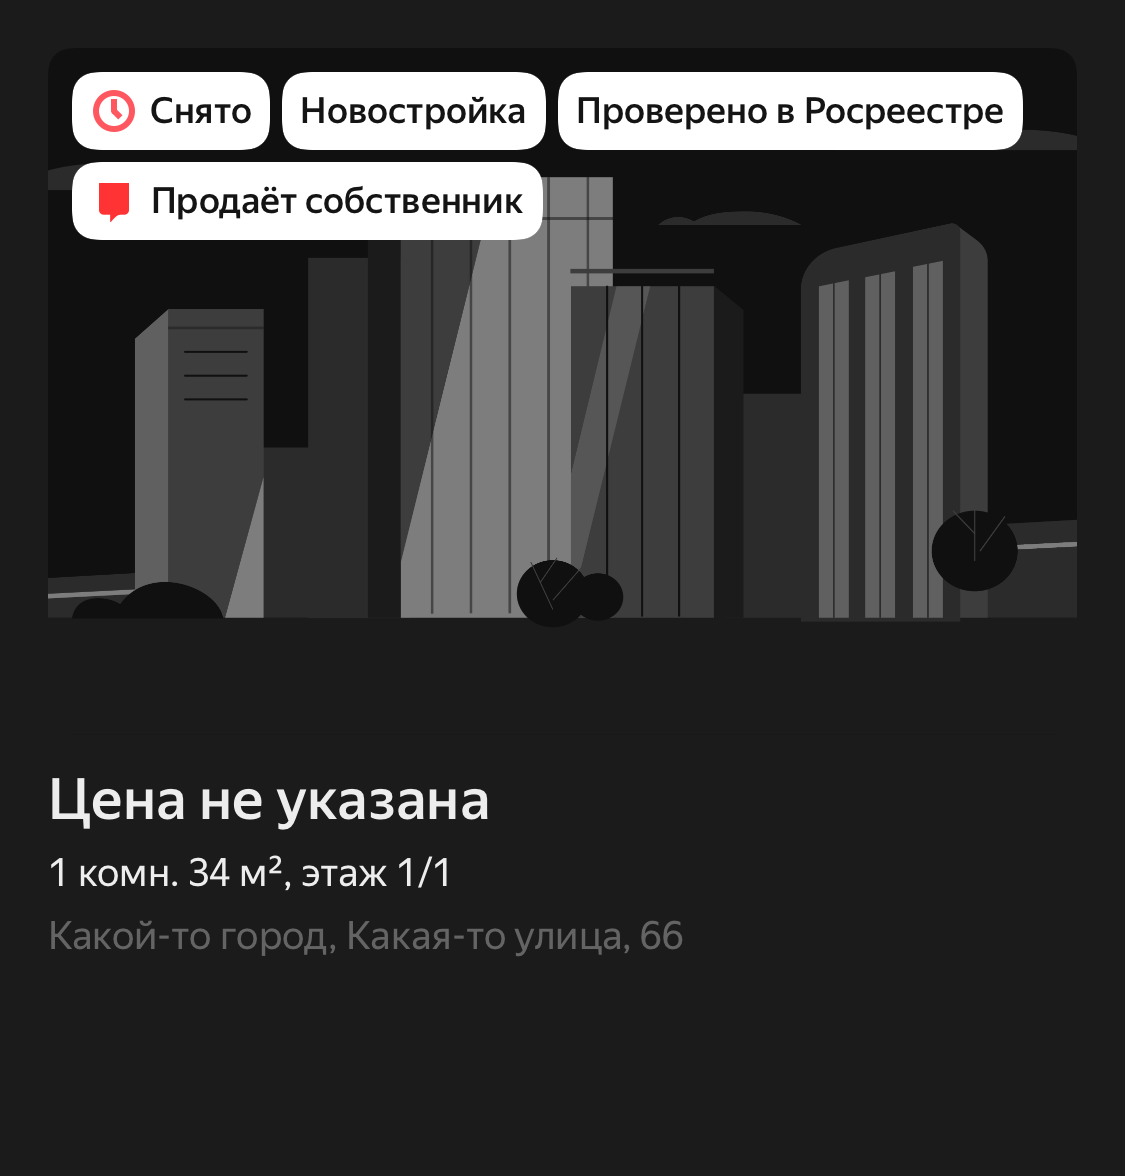 Снято Новостройка Проверено в Росреестре
Продаёт собственник
Цена не указана
1 комн. 34 м², этаж 1/1
Какой-то город, Какая-то улица, 66